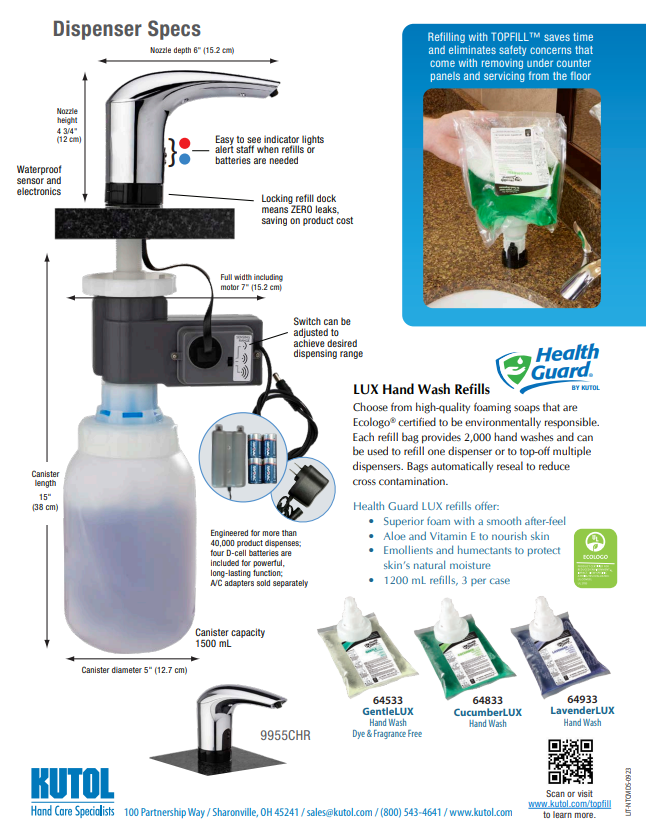 Dispenser Specs
Nozzle depth 6" (15.2 cm)
Nozzle
height
4 3/4"
(12 cm)
Easy to see indicator lights
alert staff when refills or
batteries are needed
Waterproof
sensor and
electronics
Locking refill dock
means ZERO leaks,
saving on product cost
Full width including
motor 7" (15.2 cm)
Switch can be
adjusted to
achieve desired
dispensing range
Canister
length
15"
(38 cm)
Engineered for more than
40,000 product dispenses;
four D-cell batteries are
included for powerful,
long-lasting function;
A/C adapters sold separately
Canister capacity
1500 mL
Canister diameter 5" (12.7 cm)
9955CHR
Refilling with TOPFILL™ saves time
and eliminates safety concerns that
come with removing under counter
panels and servicing from the floor
Health
Guard®
BY KUTOL
LUX Hand Wash Refills
Choose from high-quality foaming soaps that are
Ecologo® certified to be environmentally responsible.
Each refill bag provides 2,000 hand washes and can
be used to refill one dispenser or to top-off multiple
dispensers. Bags automatically reseal to reduce
cross contamination.
Health Guard LUX refills offer:
• Superior foam with a smooth after-feel
• Aloe and Vitamin E to nourish skin
• Emollients and humectants to protect
skin's natural moisture
• 1200 mL refills, 3 per case
ECOLOGO
64533
GentleLUX
Hand Wash
Dye & Fragrance Free
64833
CucumberLUX
Hand Wash
64933
LavenderLUX
Hand Wash
Scan or visit
www.kutol.com/topfill
to learn more.
LIT-NTCMDS-0923
KUTOL
Hand Care Specialists
100 Partnership Way / Sharonville, OH 45241 / sales@kutol.com / (800) 543-4641 / www.kutol.com